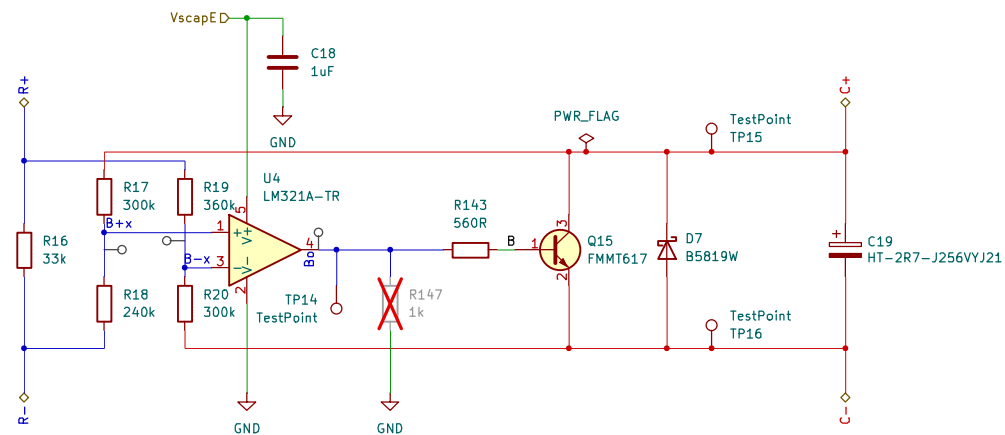 VscapE
C18
1uF
GND
R+
C+
PWR_FLAG
TestPoint
TP15
R17
300k
R19
360k
U4
LM321A-TR
B+x
1
5
V+
+
R16
33k
B-x
3
-
V-
2
4
Bo
R143
560R
B
1
3
2
Q15
FMMT617
D7
B5819W
+
C19
HT-2R7-J256VYJ21
R18
240k
R20
300k
TP14
TestPoint
R147
1k
TestPoint
TP16
R-
C-
GND
GND